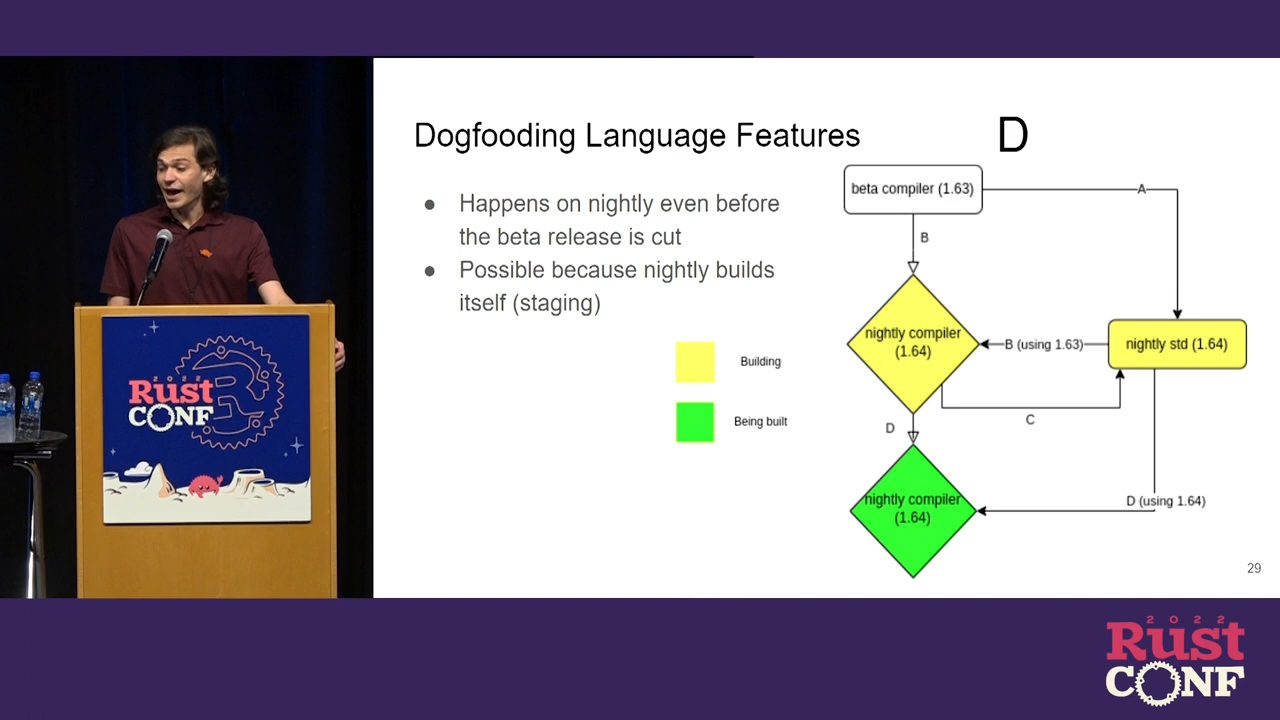 Dogfooding Language Features
D
● Happens on nightly even before
the beta release is cut
● Possible because nightly builds
itself (staging)
Building
Being built
beta compiler (1.63)
A
B
nightly compiler
(1.64)
B (using 1.63)
nightly std (1.64)
C
D
nightly compiler
(1.64)
D (using 1.64)
29
2022
Rust
CONF
2022
Rust
CONF